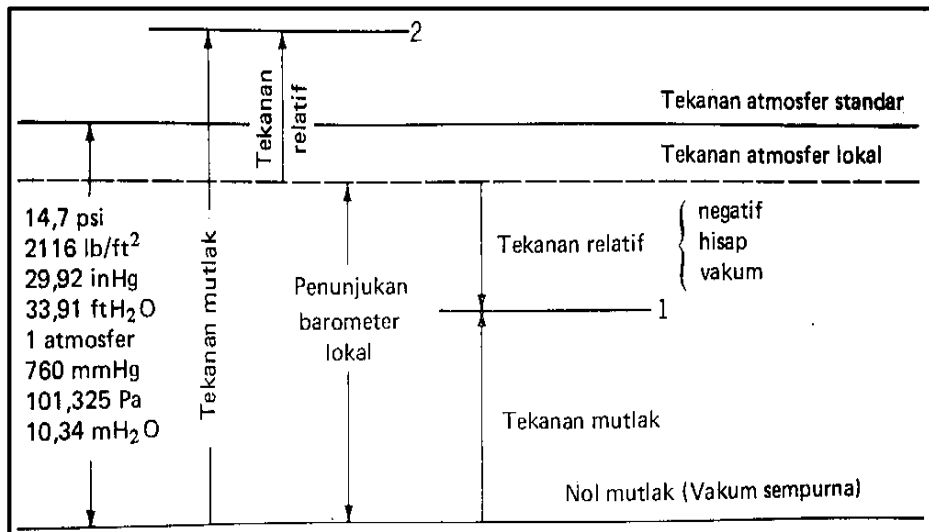 2
Tekanan mutlak
Tekanan
relatif
Tekanan atmosfer standar
Tekanan atmosfer lokal
14,7 psi
2116 lb/ft²
29,92 inHg
33,91 ftH₂O
1 atmosfer
760 mmHg
101,325 Pa
10,34 mH₂O
Penunjukan
barometer
lokal
Tekanan relatif
negatif
hisap
vakum
1
Tekanan mutlak
Nol mutlak (Vakum sempurna)